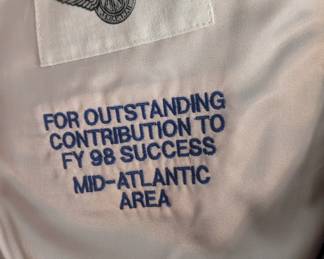 FOR OUTSTANDING
CONTRIBUTION TO
FY 98 SUCCESS
MID-ATLANTIC
AREA